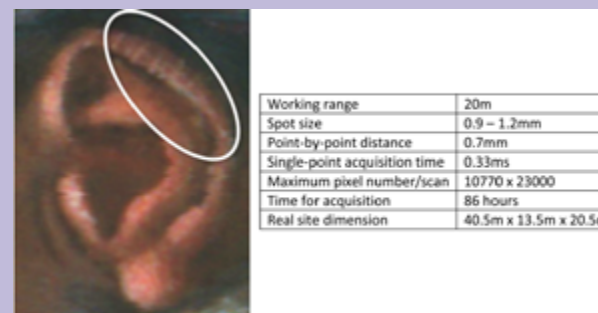 Working range 20m
Spot size 0.9 – 1.2mm
Point-by-point distance 0.7mm
Single-point acquisition time 0.33ms
Maximum pixel number/scan 10770 x 23000
Time for acquisition 86 hours
Real site dimension 40.5m x 13.5m x